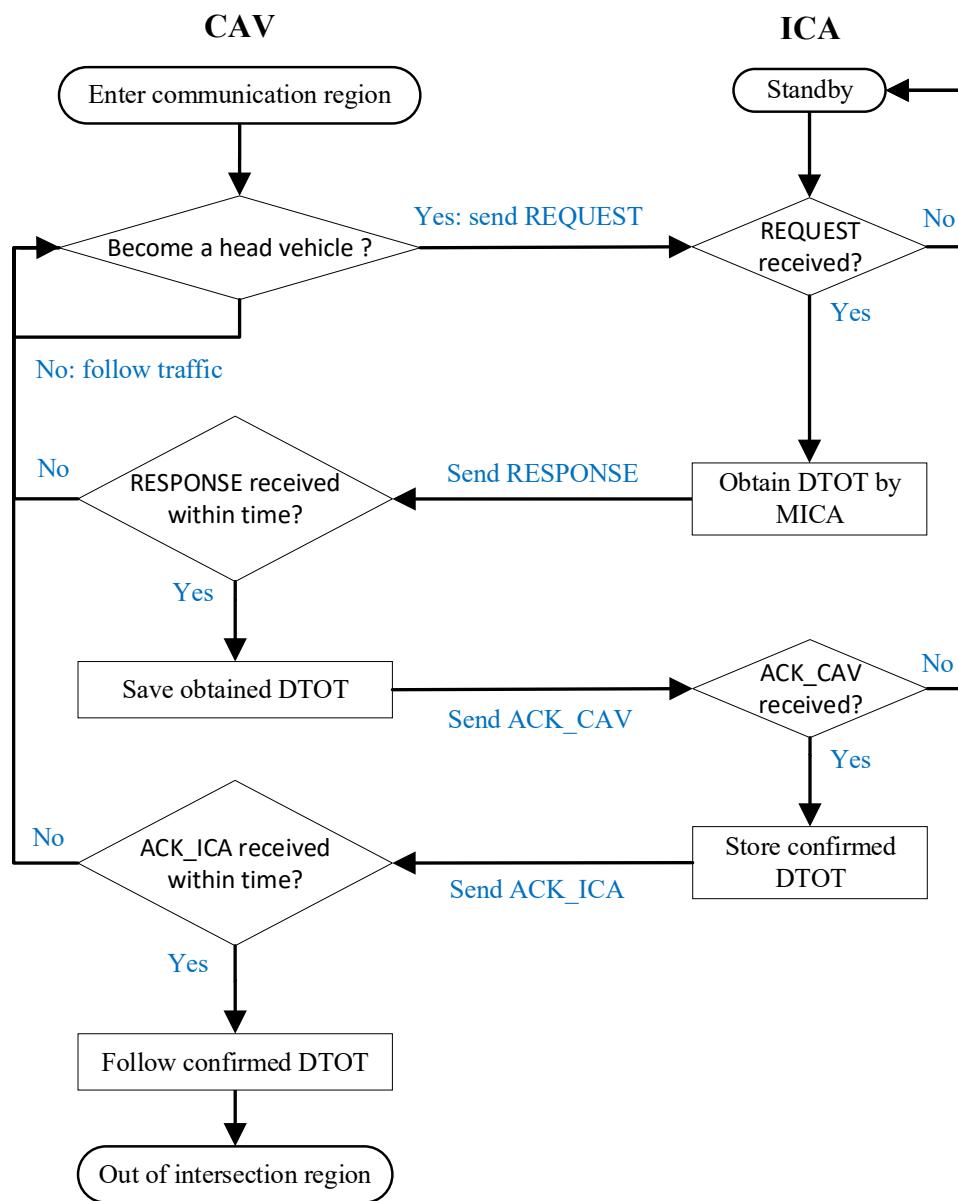 CAV
ICA
Enter communication region
Standby
Become a head vehicle ?
Yes: send REQUEST
REQUEST
received?
No
Yes
No: follow traffic
No
RESPONSE received
within time?
Send RESPONSE
Obtain DTOT by
MICA
Yes
Save obtained DTOT
Send ACK_CAV
ACK_CAV
received?
No
Yes
No
ACK_ICA received
within time?
Send ACK_ICA
Store confirmed
DTOT
Yes
Follow confirmed DTOT
Out of intersection region